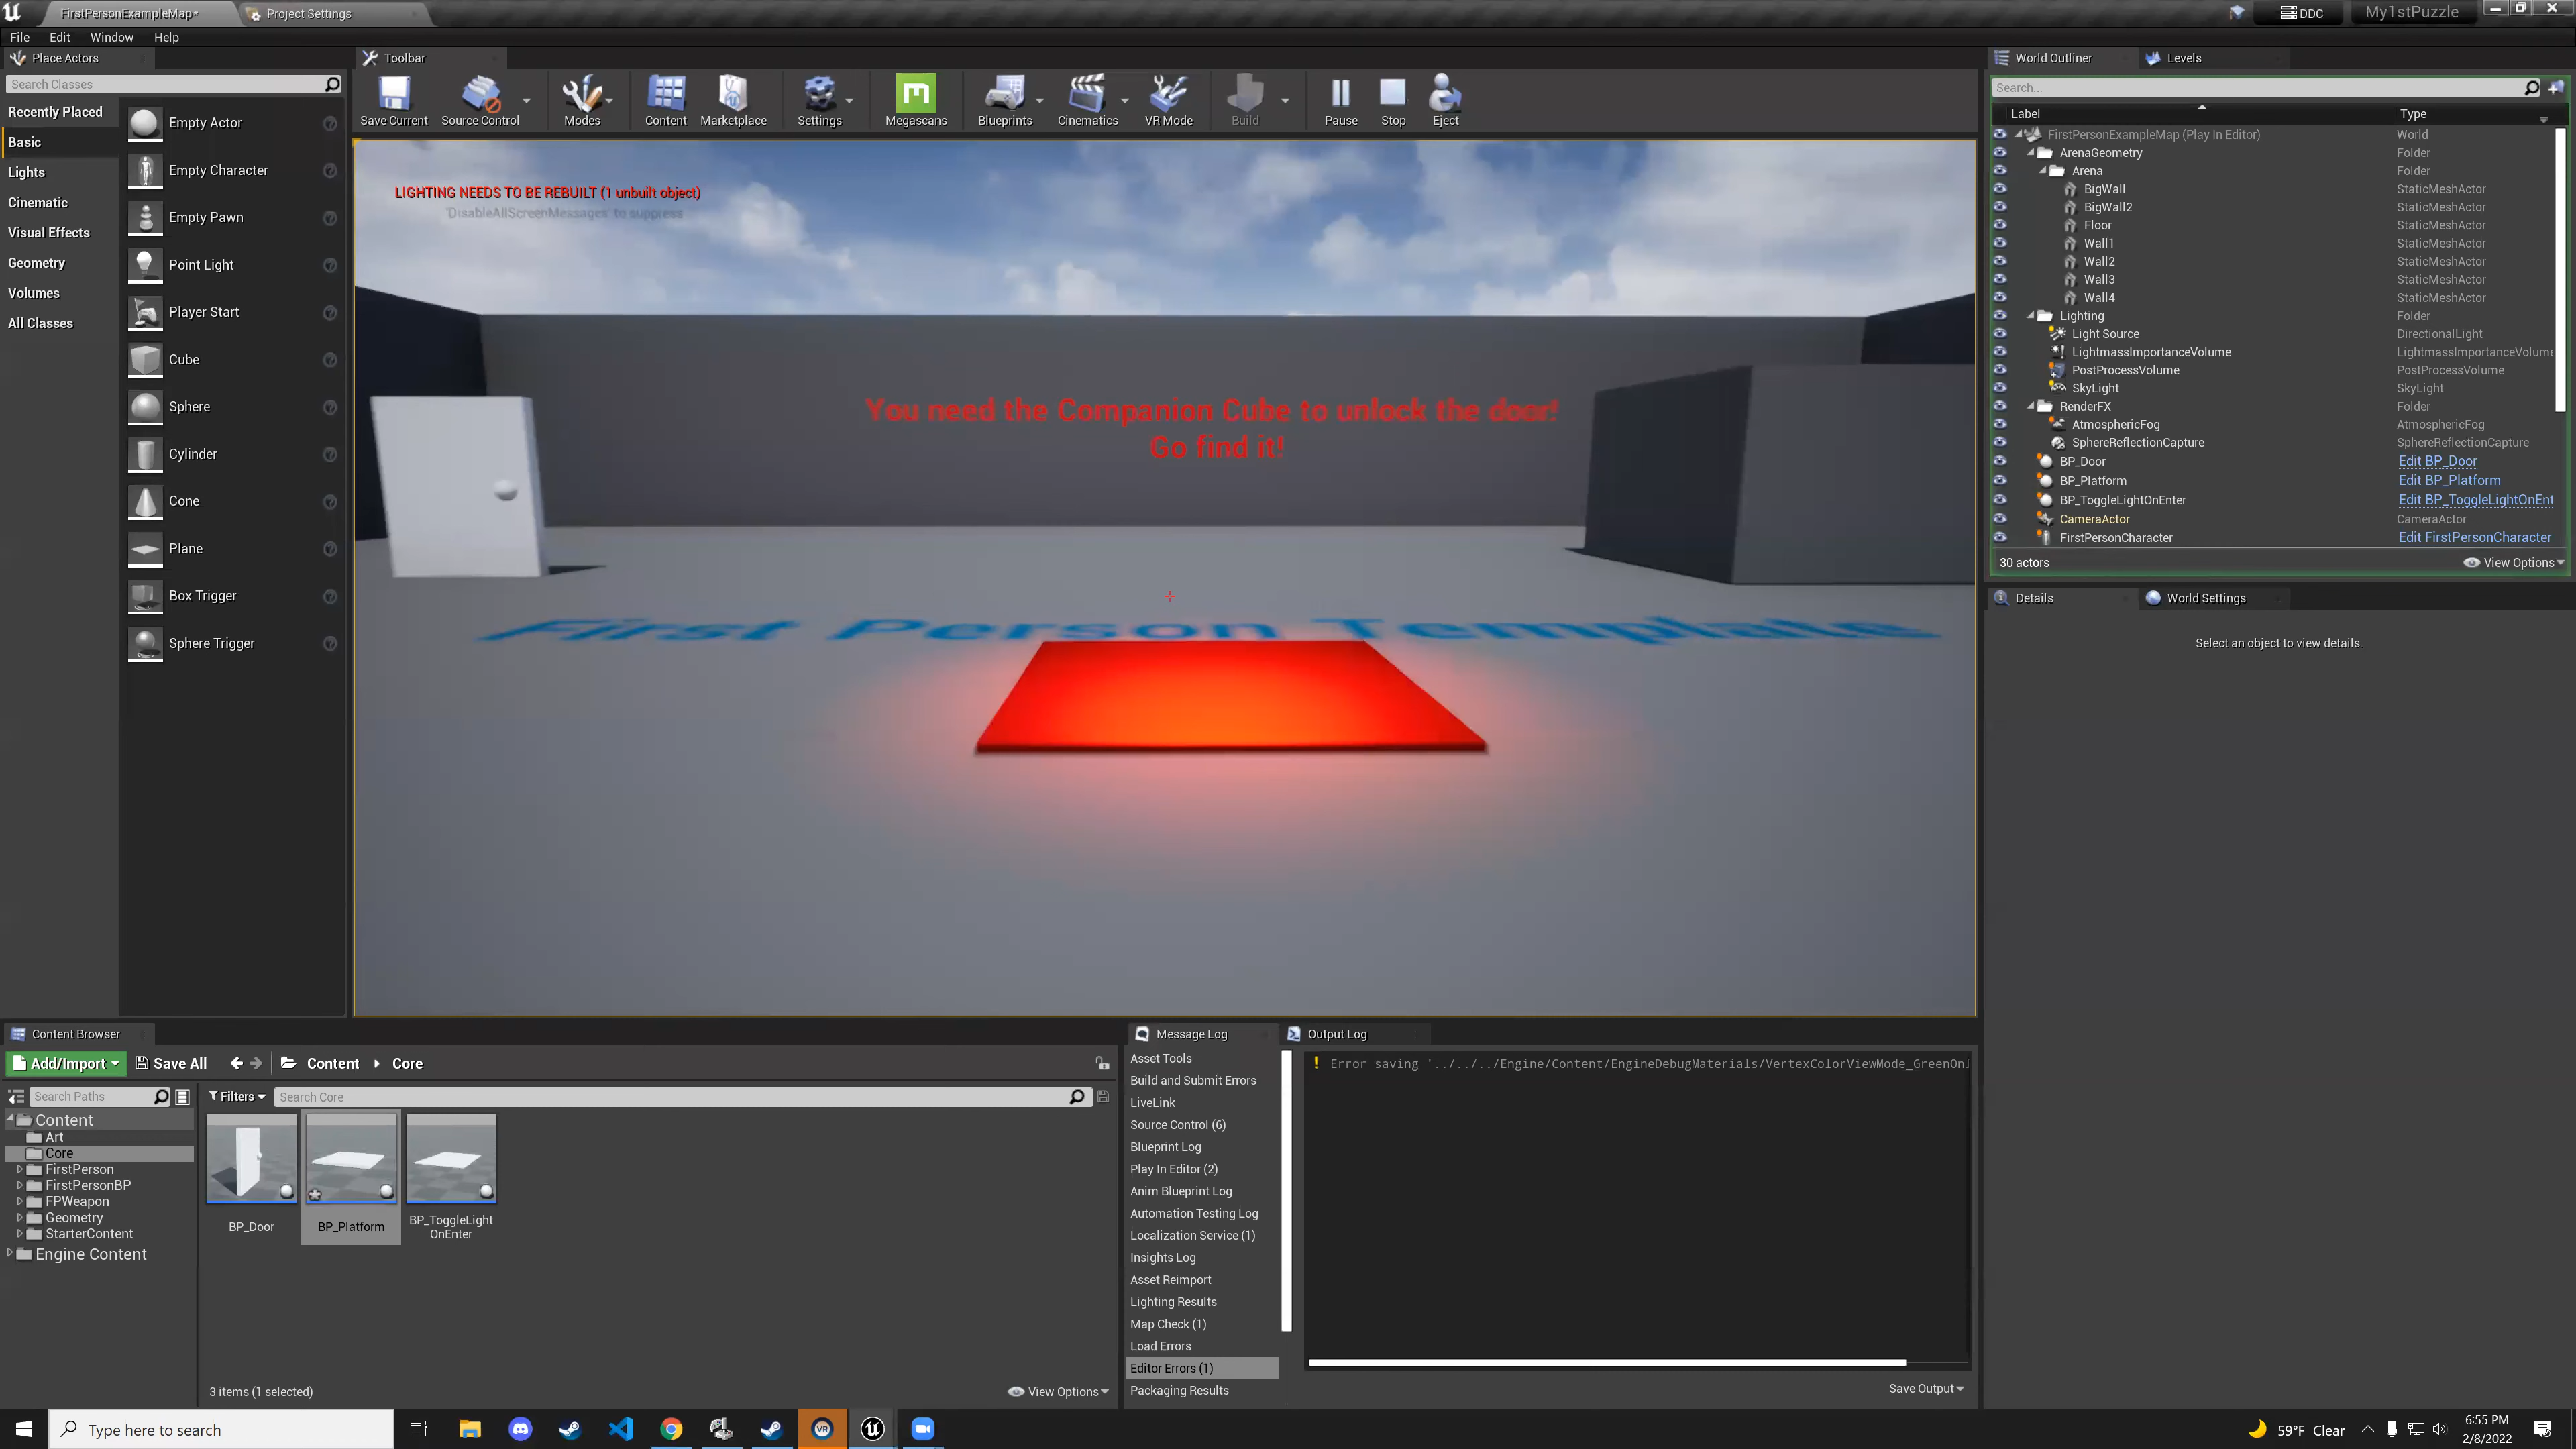 FirstPersonExampleMap*
Project Settings
DDC
My1stPuzzle
File Edit Window Help
Place Actors
Toolbar
World Outliner
Levels
Search Classes
Recently Placed
Basic
Lights
Cinematic
Visual Effects
Geometry
Volumes
All Classes
Empty Actor
Empty Character
Empty Pawn
Point Light
Player Start
Cube
Sphere
Cylinder
Cone
Plane
Box Trigger
Sphere Trigger
Save Current
Source Control
Modes
Content
Marketplace
Settings
Megascans
Blueprints
Cinematics
VR Mode
Build
Pause
Stop
Eject
LIGHTING NEEDS TO BE REBUILT (1 unbuilt object)
'DisableAllScreenMessages' to suppress
You need the Companion Cube to unlock the door!
Go find it!
First Person Template
Search...
Label Type
FirstPersonExampleMap (Play In Editor) World
ArenaGeometry Folder
Arena Folder
BigWall StaticMeshActor
BigWall2 StaticMeshActor
Floor StaticMeshActor
Wall1 StaticMeshActor
Wall2 StaticMeshActor
Wall3 StaticMeshActor
Wall4 StaticMeshActor
Lighting Folder
Light Source DirectionalLight
LightmassImportanceVolume LightmassImportanceVolume
PostProcessVolume PostProcessVolume
SkyLight SkyLight
RenderFX Folder
AtmosphericFog AtmosphericFog
SphereReflectionCapture SphereReflectionCapture
BP_Door Edit BP_Door
BP_Platform Edit BP_Platform
BP_ToggleLightOnEnter Edit BP_ToggleLightOnEnt
CameraActor CameraActor
FirstPersonCharacter Edit FirstPersonCharacter
30 actors View Options
Details
World Settings
Select an object to view details.
Content Browser
Add/Import Save All Content Core
Search Paths
Filters Search Core
Content
Art
Core
FirstPerson
FirstPersonBP
FPWeapon
Geometry
StarterContent
Engine Content
BP_Door
BP_Platform
BP_ToggleLight
OnEnter
3 items (1 selected) View Options
Message Log
Output Log
Asset Tools
Build and Submit Errors
LiveLink
Source Control (6)
Blueprint Log
Play In Editor (2)
Anim Blueprint Log
Automation Testing Log
Localization Service (1)
Insights Log
Asset Reimport
Lighting Results
Map Check (1)
Load Errors
Editor Errors (1)
Packaging Results
Error saving '../../../Engine/Content/EngineDebugMaterials/VertexColorViewMode_GreenOn
Save Output
Type here to search
VR
59°F Clear
6:55 PM
2/8/2022